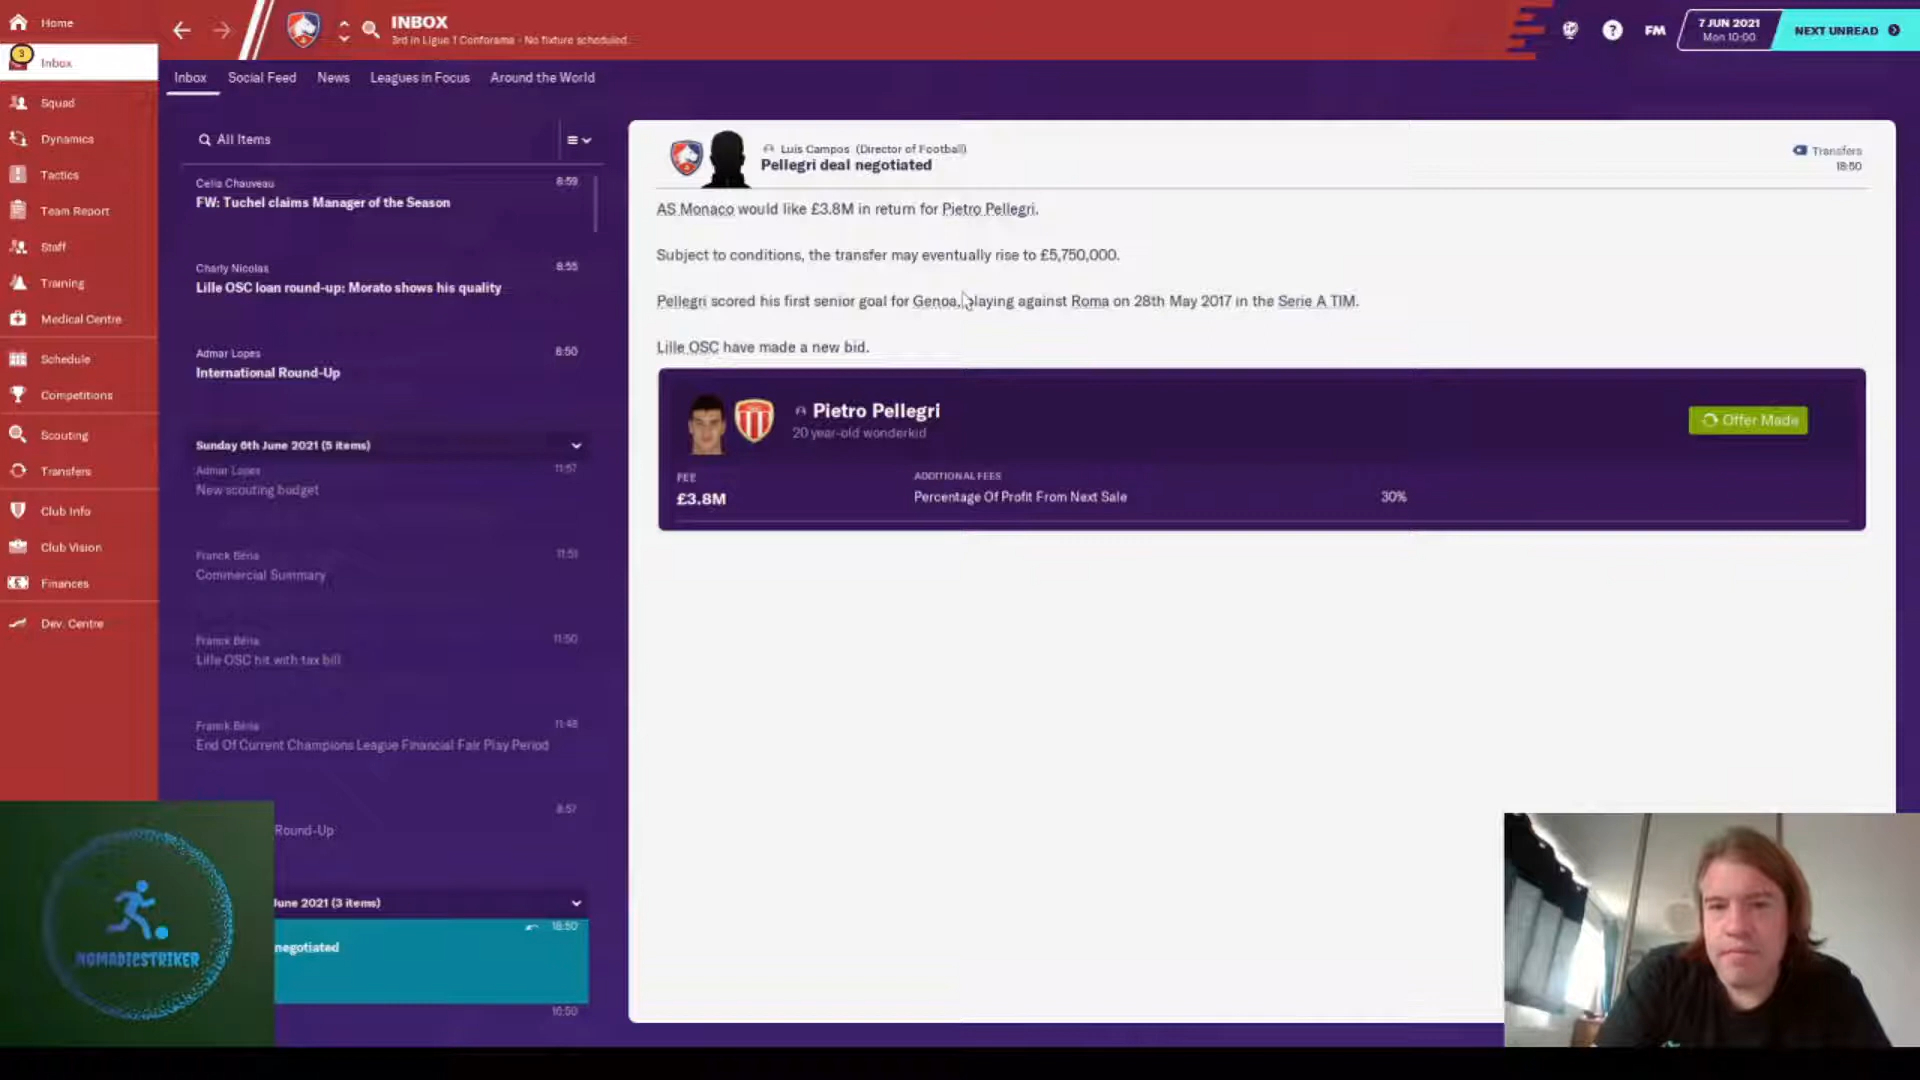 Home
3
Inbox
Squad
Dynamics
Tactics
Team Report
Staff
Training
Medical Centre
Schedule
Competitions
Scouting
Transfers
Club Info
Club Vision
Finances
Dev. Centre
INBOX
3rd in Ligue 1 Conforama - No fixture scheduled.
FM
7 JUN 2021
Mon 10:00
NEXT UNREAD
Inbox Social Feed News Leagues in Focus Around the World
All Items
Celia Chauveau 8:59
FW: Tuchel claims Manager of the Season
Charly Nicolas 8:55
Lille OSC loan round-up: Morato shows his quality
Admar Lopes 8:50
International Round-Up
Sunday 6th June 2021 (5 items)
Admar Lopes 11:57
New scouting budget
Franck Béria 11:51
Commercial Summary
Franck Béria 11:50
Lille OSC hit with tax bill
Franck Béria 11:48
End Of Current Champions League Financial Fair Play Period
8:57
Round-Up
June 2021 (3 items)
18:50
negotiated
16:50
Luis Campos (Director of Football)
Pellegri deal negotiated
Transfers
18:50
AS Monaco would like £3.8M in return for Pietro Pellegri.
Subject to conditions, the transfer may eventually rise to £5,750,000.
Pellegri scored his first senior goal for Genoa, playing against Roma on 28th May 2017 in the Serie A TIM.
Lille OSC have made a new bid.
Pietro Pellegri
20 year-old wonderkid
Offer Made
FEE
£3.8M
ADDITIONAL FEES
Percentage Of Profit From Next Sale 30%
NOMADICSTRIKER